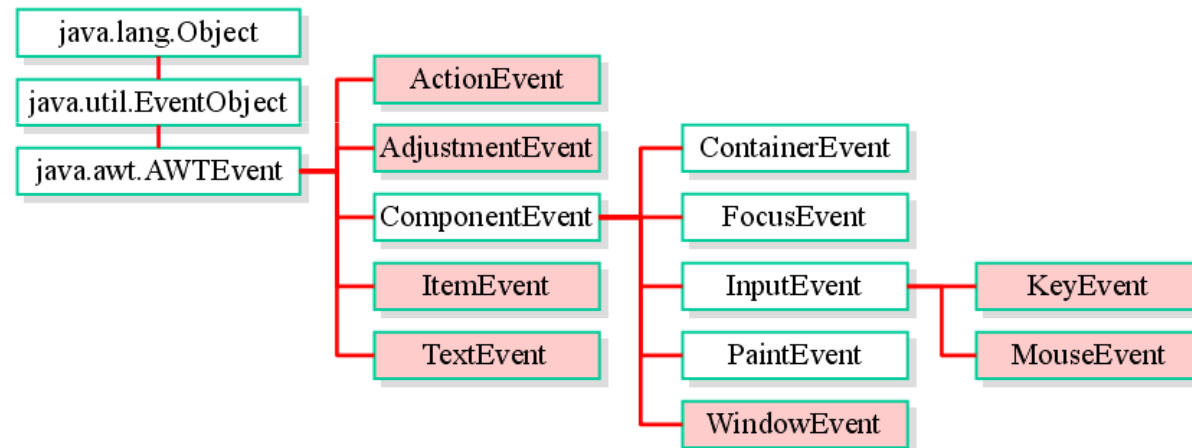 java.lang.Object
java.util.EventObject
java.awt.AWTEvent
ActionEvent
AdjustmentEvent
ComponentEvent
ItemEvent
TextEvent
ContainerEvent
FocusEvent
InputEvent
PaintEvent
WindowEvent
KeyEvent
MouseEvent